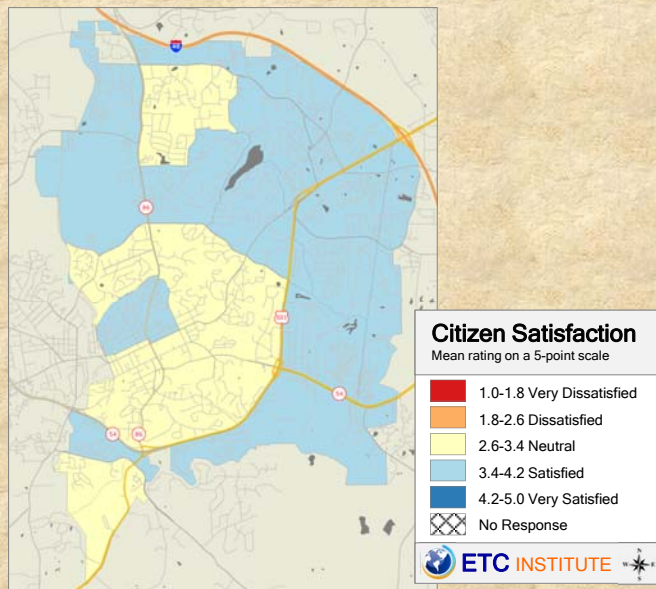 40
86
501
54
54
86
Citizen Satisfaction
Mean rating on a 5-point scale
1.0-1.8 Very Dissatisfied
1.8-2.6 Dissatisfied
2.6-3.4 Neutral
3.4-4.2 Satisfied
4.2-5.0 Very Satisfied
No Response
ETC INSTITUTE
N
W E
S